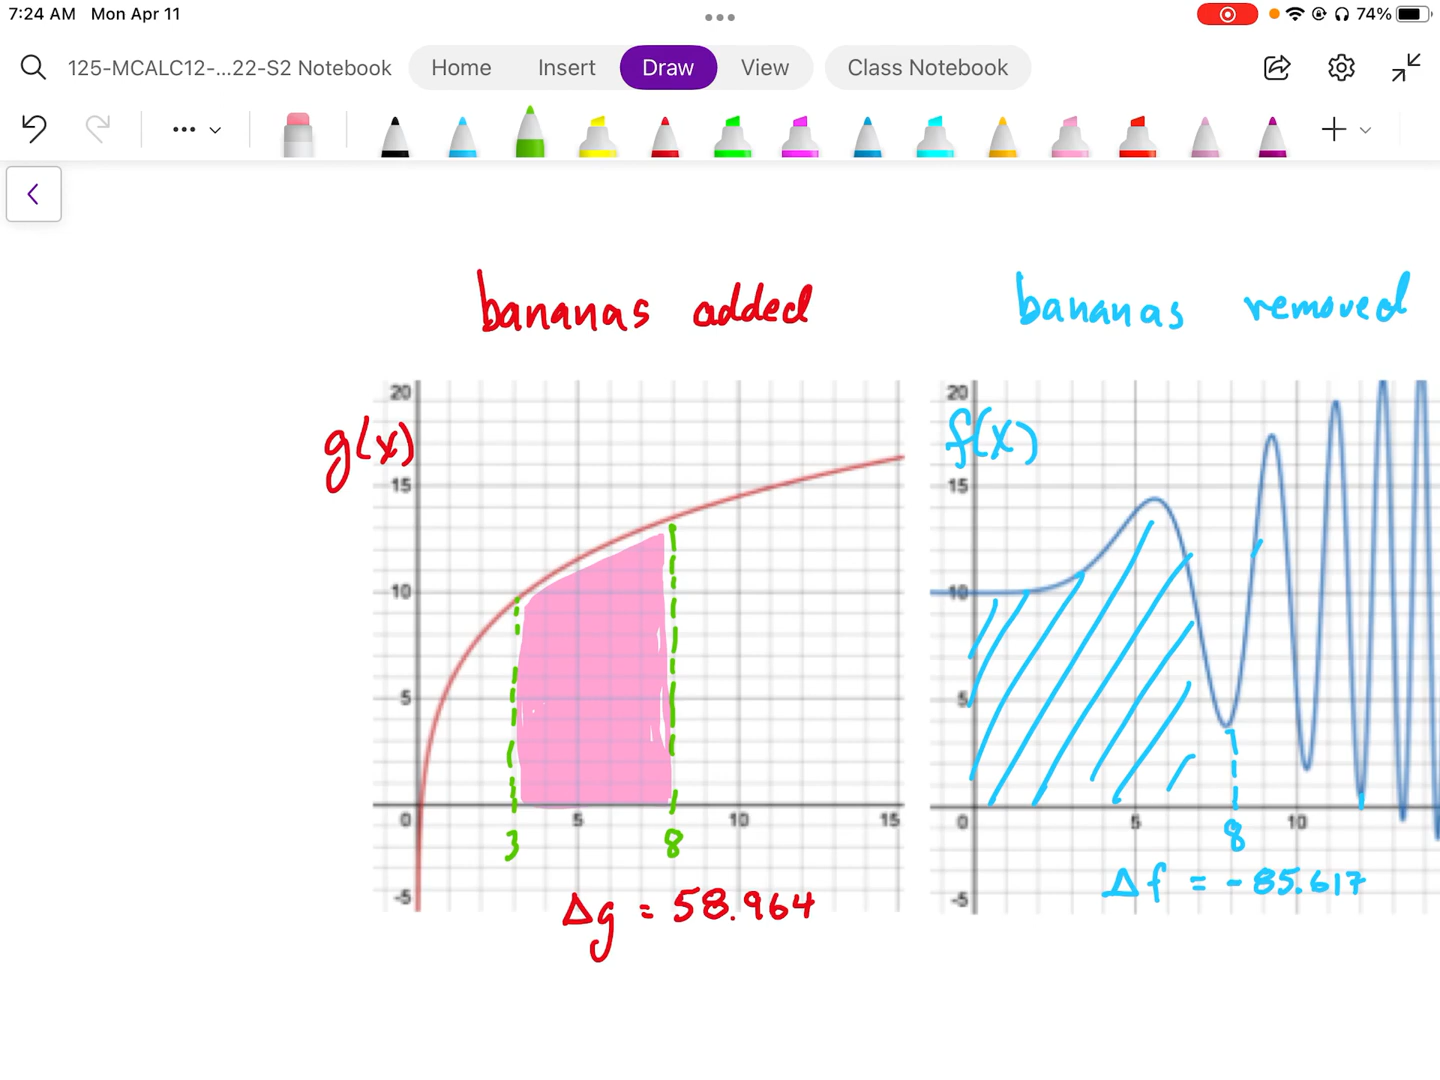 7:24 AM Mon Apr 11
74%
125-MCALC12-...22-S2 Notebook
Home
Insert
Draw
View
Class Notebook
bananas added
bananas removed
g(x)
20
15
10
5
0
5
10
15
-5
3
8
Δg = 58.964
f(x)
20
15
10
5
0
5
10
-5
8
Δf = -85.617